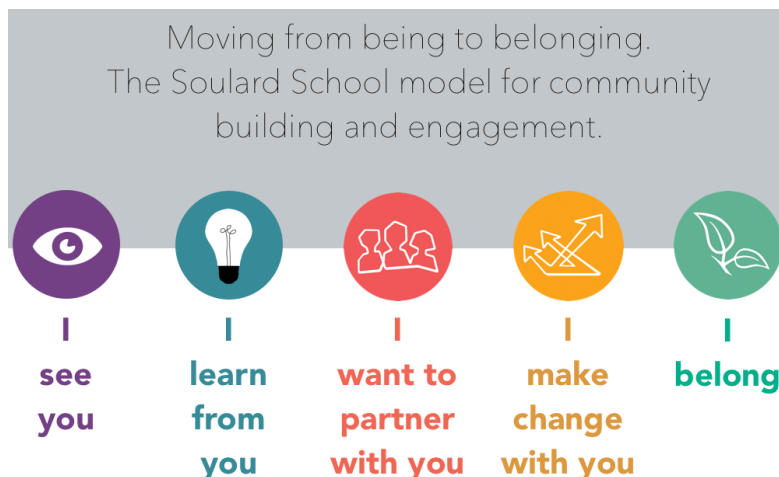 Moving from being to belonging.
The Soulard School model for community
building and engagement.
I
see
you
I
learn
from
you
I
want to
partner
with you
I
make
change
with you
I
belong